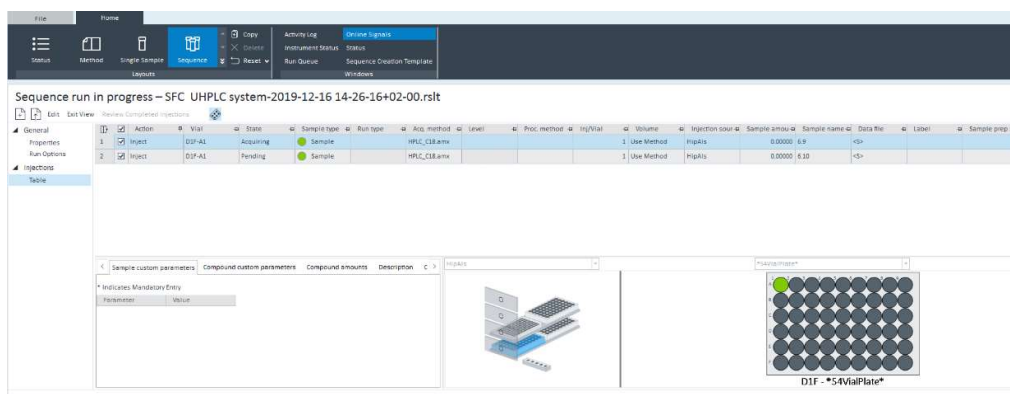 File Home
Status Method Single Sample Sequence
Copy
Delete
Reset
Layouts
Activity Log Online Signals
Instrument Status Status
Run Queue Sequence Creation Template
Windows
Sequence run in progress – SFC UHPLC system-2019-12-16 14-26-16+02-00.rslt
Edit Exit View Review Completed Injections
General
Properties
Run Options
Injections
Table
Action Vial State Sample type Run type Acq. method Level Proc. method Inj/Vial Volume Injection sour Sample amou Sample name Data file Label Sample prep
1 Inject D1F-A1 Acquiring Sample HPLC_C18.amx 1 Use Method HipAls 0.00000 6.9 <S>
2 Inject D1F-A1 Pending Sample HPLC_C18.amx 1 Use Method HipAls 0.00000 6.10 <S>
Sample custom parameters Compound custom parameters Compound amounts Description C
* Indicates Mandatory Entry
Parameter Value
HipAls
*54VialPlate*
D1F - *54VialPlate*